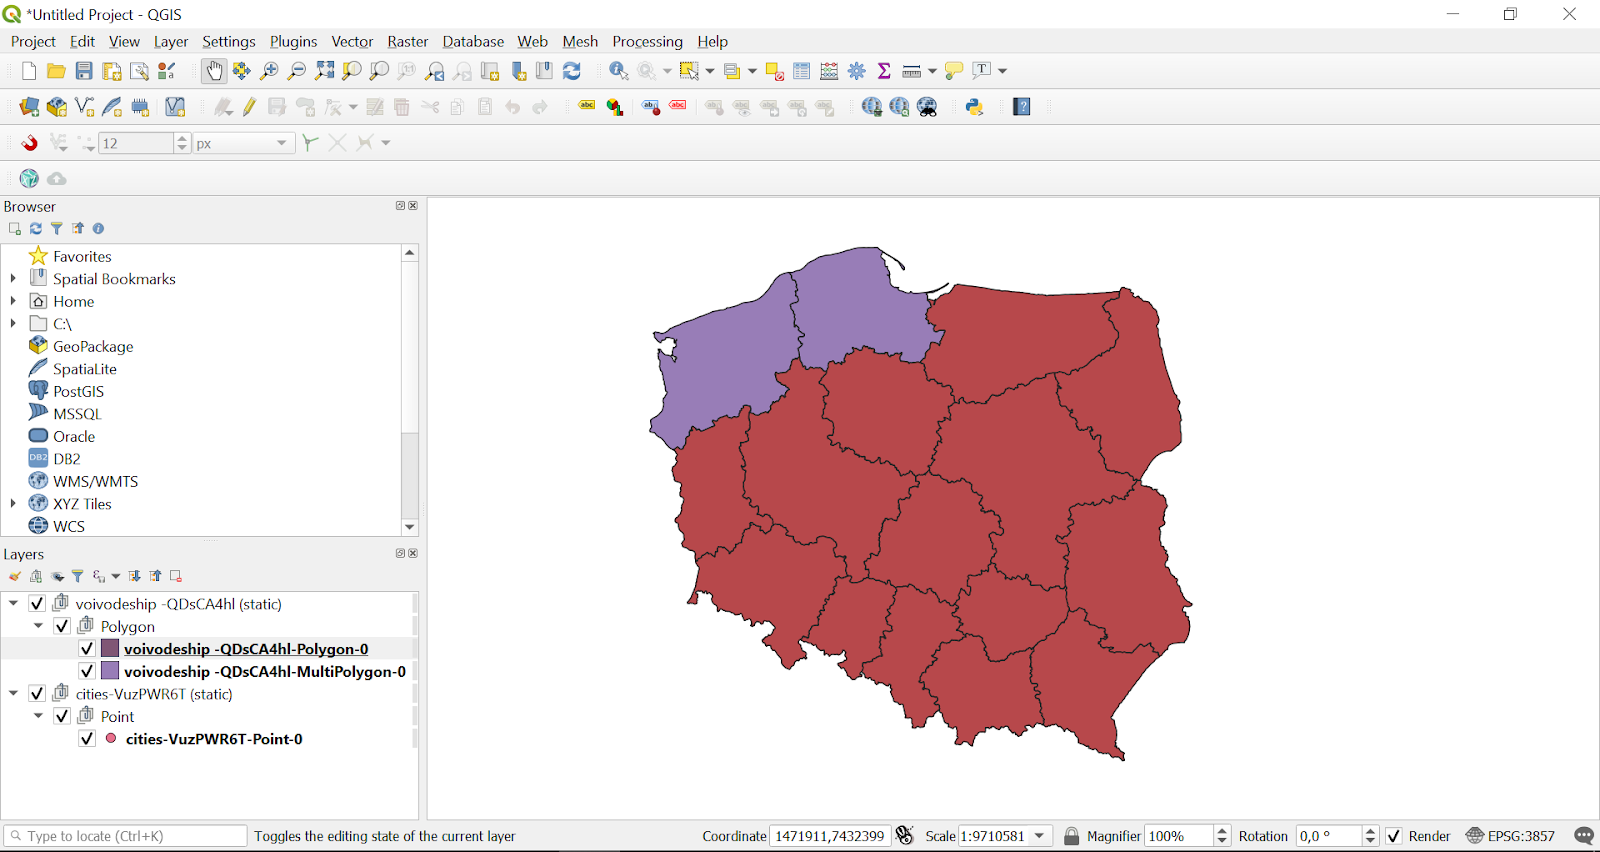 *Untitled Project - QGIS
Project Edit View Layer Settings Plugins Vector Raster Database Web Mesh Processing Help
abc abc abc
12 px
Browser
Favorites
Spatial Bookmarks
Home
C:\
GeoPackage
SpatiaLite
PostGIS
MSSQL
Oracle
DB2 DB2
WMS/WMTS
XYZ Tiles
WCS
Layers
voivodeship -QDsCA4hl (static)
Polygon
voivodeship -QDsCA4hl-Polygon-0
voivodeship -QDsCA4hl-MultiPolygon-0
cities-VuzPWR6T (static)
Point
cities-VuzPWR6T-Point-0
Type to locate (Ctrl+K) Toggles the editing state of the current layer Coordinate 1471911,7432399 Scale 1:9710581 Magnifier 100% Rotation 0,0 ° Render EPSG:3857